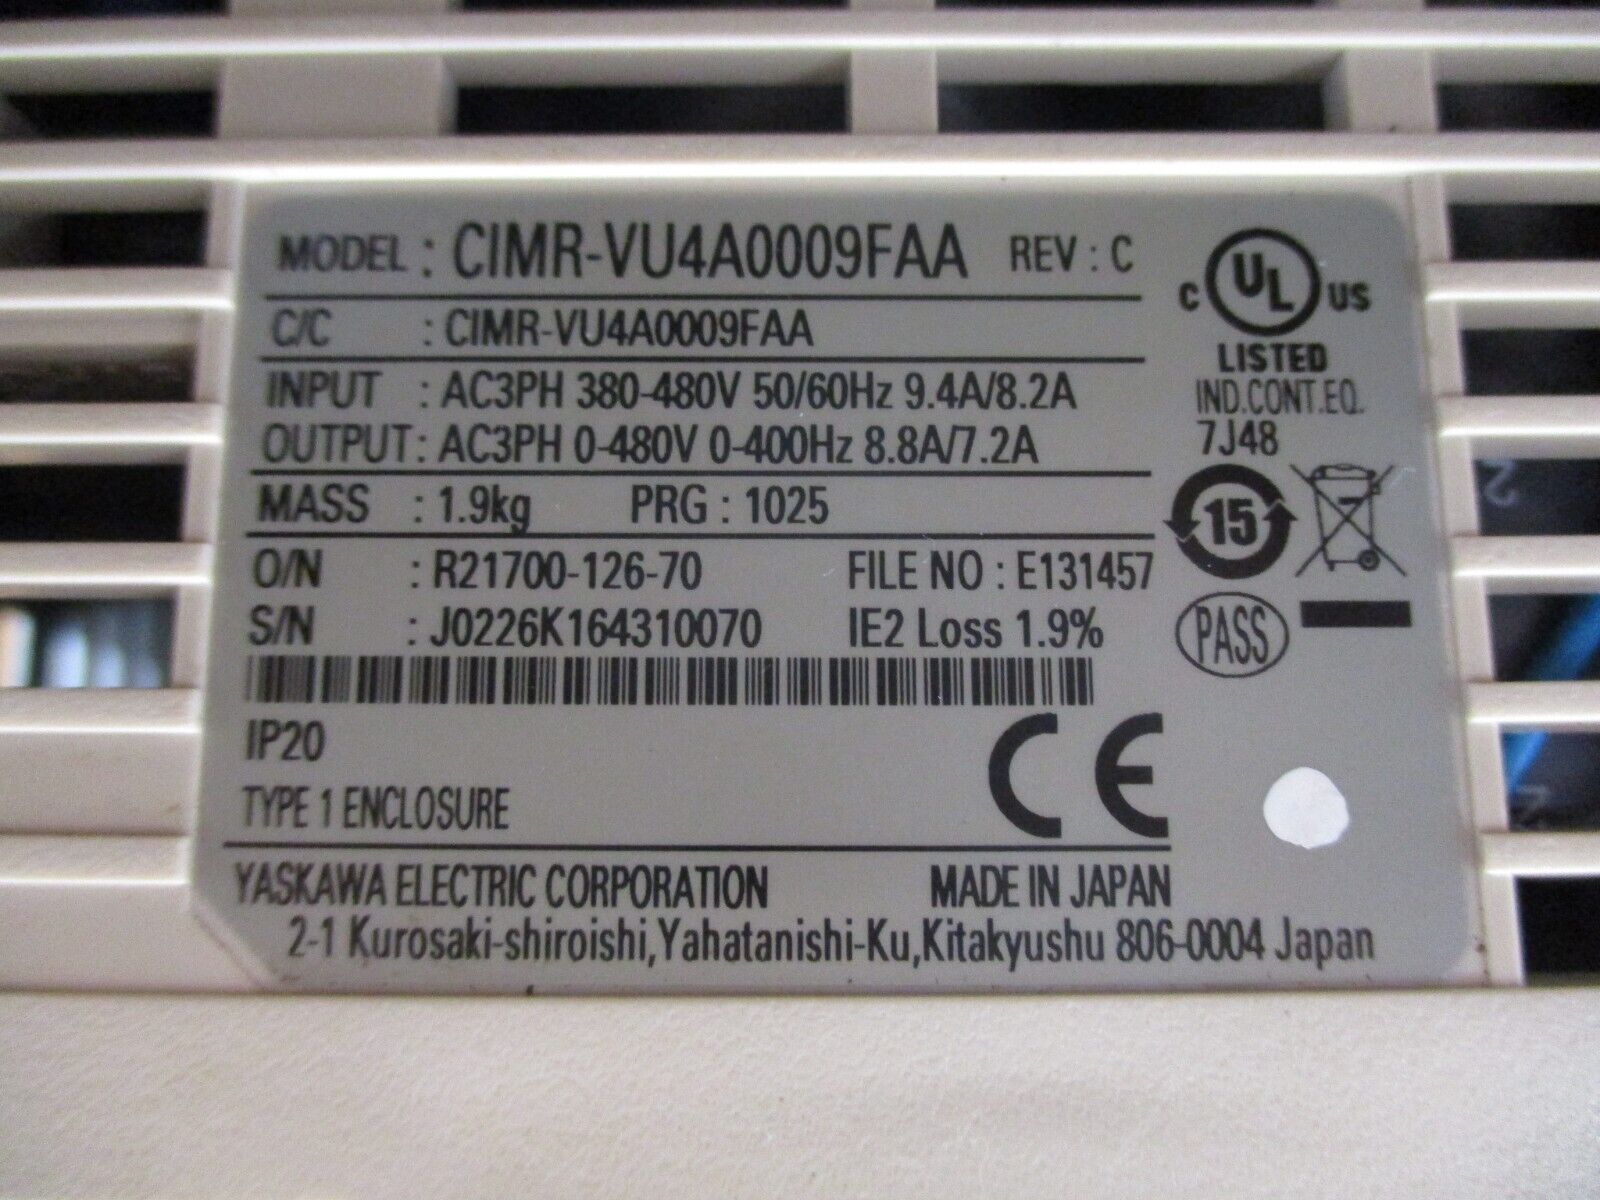 MODEL : CIMR-VU4A0009FAA REV : C
C UL US
LISTED
IND.CONT.EQ.
7J48
C/C : CIMR-VU4A0009FAA
INPUT : AC3PH 380-480V 50/60Hz 9.4A/8.2A
OUTPUT : AC3PH 0-480V 0-400Hz 8.8A/7.2A
MASS : 1.9kg PRG : 1025
15
O/N : R21700-126-70 FILE NO : E131457
S/N : J0226K164310070 IE2 Loss 1.9%
PASS
IP20
CE
TYPE 1 ENCLOSURE
YASKAWA ELECTRIC CORPORATION MADE IN JAPAN
2-1 Kurosaki-shiroishi,Yahatanishi-Ku,Kitakyushu 806-0004 Japan
2